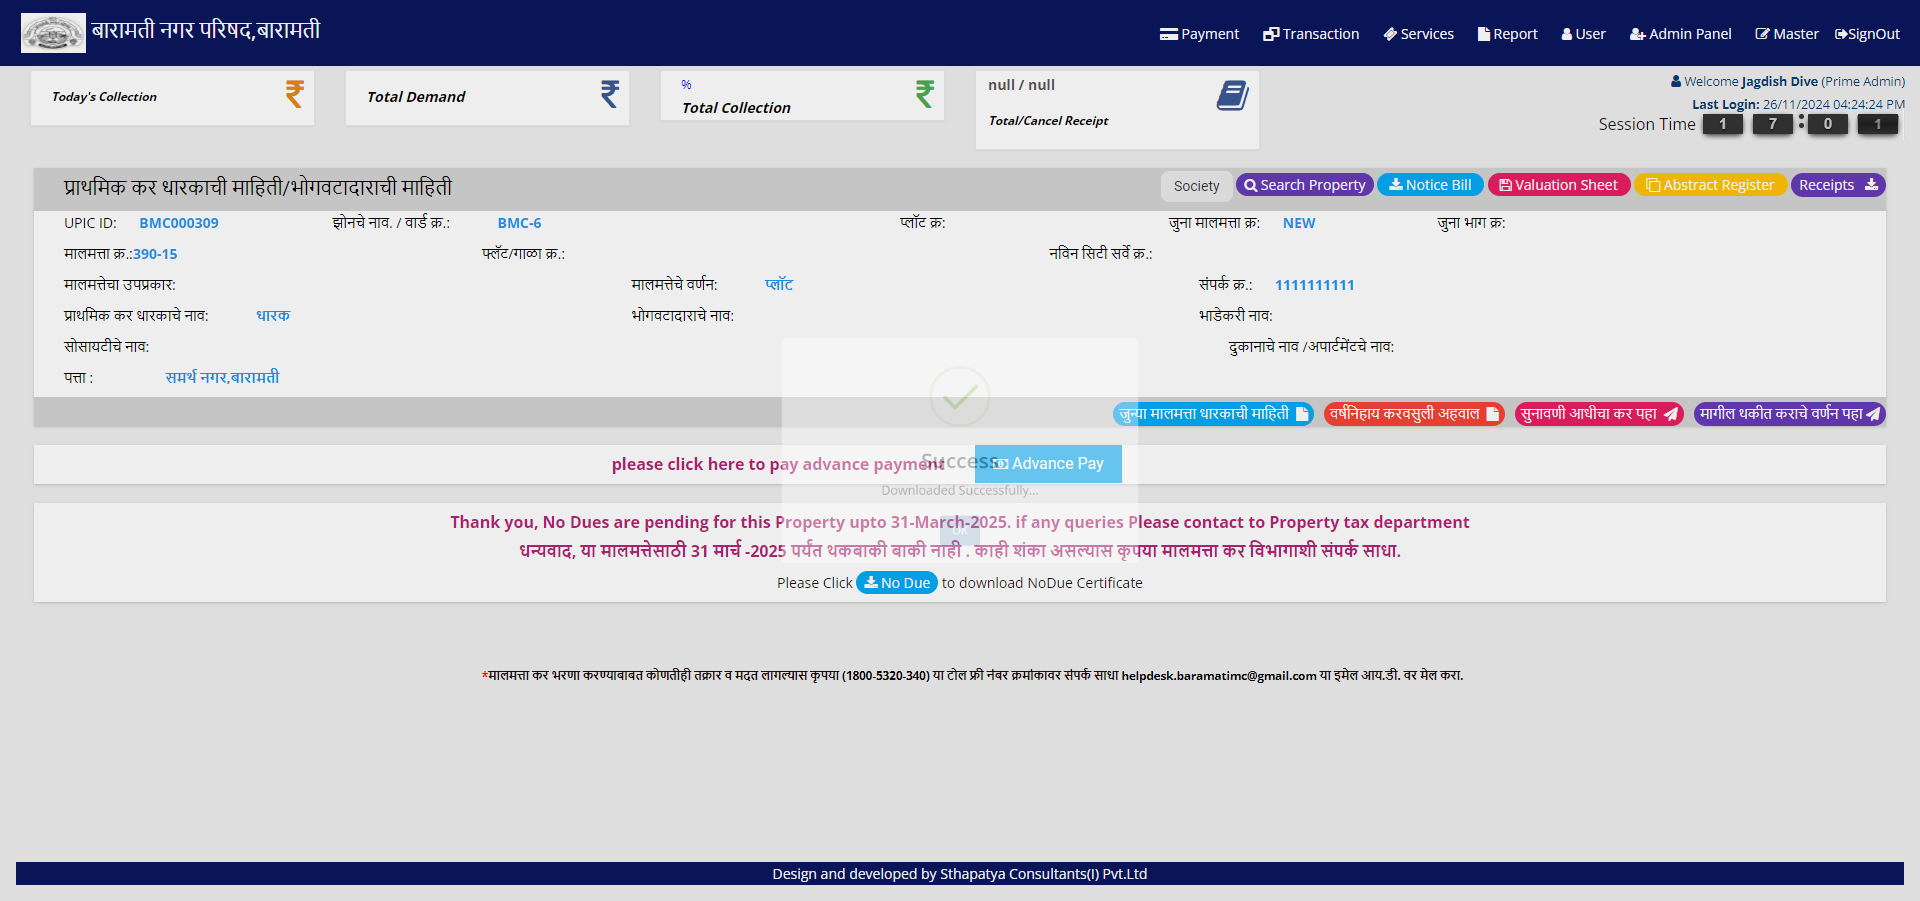 बारामती नगर परिषद,बारामती
Payment Transaction Services Report User Admin Panel Master SignOut
Today's Collection
Total Demand
%
Total Collection
null / null
Total/Cancel Receipt
Welcome Jagdish Dive (Prime Admin)
Last Login: 26/11/2024 04:24:24 PM
Session Time 1 7 : 0 1
प्राथमिक कर धारकाची माहिती/भोगवटादाराची माहिती
Society Search Property Notice Bill Valuation Sheet Abstract Register Receipts
UPIC ID: BMC000309 झोनचे नाव. / वार्ड क्र.: BMC-6 प्लॉट क्र: जुना मालमत्ता क्र: NEW जुना भाग क्र:
मालमत्ता क्र.:390-15 फ्लॅट/गाळा क्र.: नविन सिटी सर्वे क्र.:
मालमत्तेचा उपप्रकार: मालमत्तेचे वर्णन: प्लॉट संपर्क क्र.: 1111111111
प्राथमिक कर धारकाचे नाव: धारक भोगवटादाराचे नाव: भाडेकरी नाव:
सोसायटीचे नाव: दुकानाचे नाव /अपार्टमेंटचे नाव:
पत्ता : समर्थ नगर,बारामती
जुन्या मालमत्ता धारकाची माहिती वर्षनिहाय करवसुली अहवाल सुनावणी आधीचा कर पहा मागील थकीत कराचे वर्णन पहा
please click here to pay advance payment Advance Pay
Success
Downloaded Successfully...
OK
Thank you, No Dues are pending for this Property upto 31-March-2025. if any queries Please contact to Property tax department
धन्यवाद, या मालमत्तेसाठी 31 मार्च -2025 पर्यंत थकबाकी बाकी नाही . काही शंका असल्यास कृपया मालमत्ता कर विभागाशी संपर्क साधा.
Please Click No Due to download NoDue Certificate
*मालमत्ता कर भरणा करण्याबाबत कोणतीही तक्रार व मदत लागल्यास कृपया (1800-5320-340) या टोल फ्री नंबर क्रमांकावर संपर्क साधा helpdesk.baramatimc@gmail.com या इमेल आय.डी. वर मेल करा.
Design and developed by Sthapatya Consultants(I) Pvt.Ltd